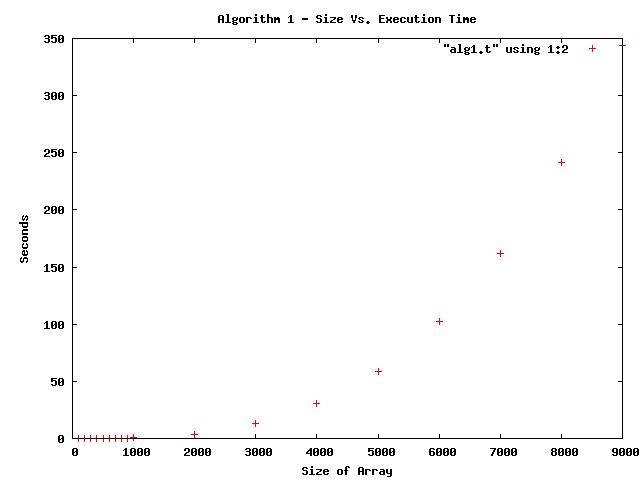 Algorithm 1 - Size Vs. Execution Time
"alg1.t" using 1:2
350
300
250
200
150
100
50
0
Seconds
0 1000 2000 3000 4000 5000 6000 7000 8000 9000
Size of Array